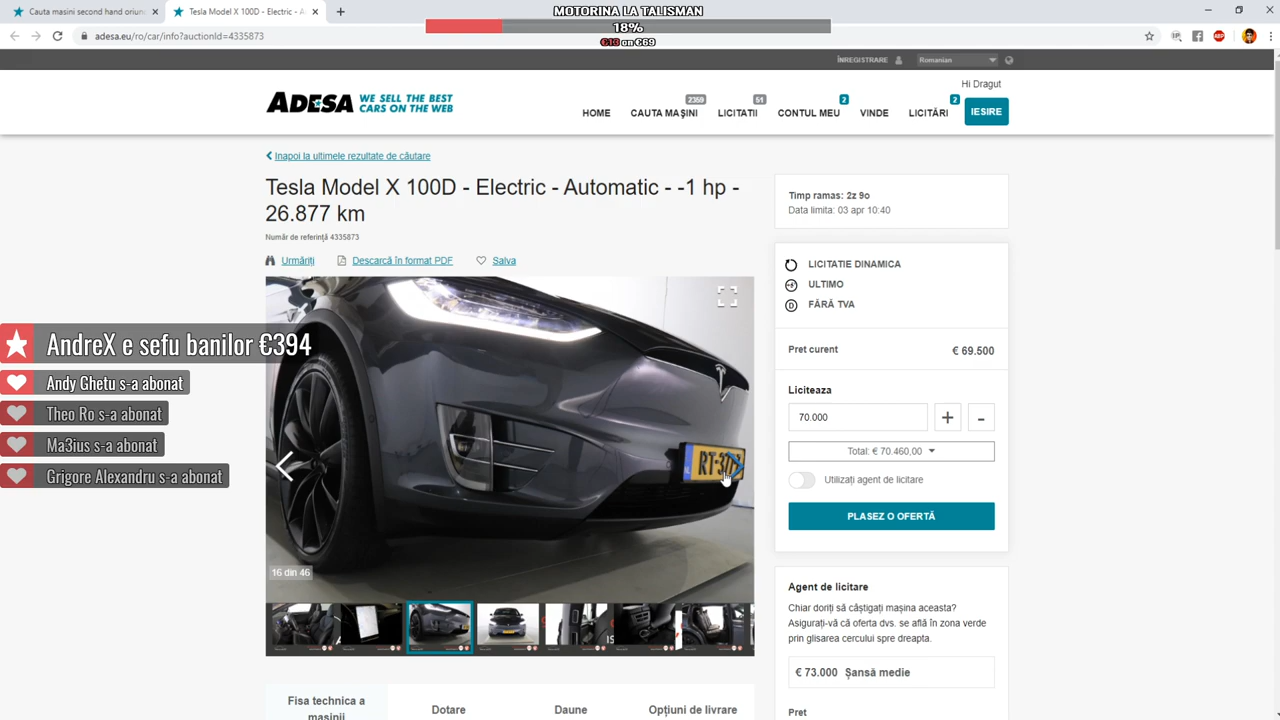 Cauta masini second hand oriun
Tesla Model X 100D - Electric - A
MOTORINA LA TALISMAN
18%
€13 on €69
adesa.eu/ro/car/info?auctionId=4335873
ÎNREGISTRARE
Romanian
Hi Dragut
ADESA
WE SELL THE BEST
CARS ON THE WEB
HOME
CAUTA MAȘINI
2359
LICITATII
51
CONTUL MEU
2
VINDE
LICITĂRI
2
IESIRE
Inapoi la ultimele rezultate de căutare
Tesla Model X 100D - Electric - Automatic - -1 hp -
26.877 km
Număr de referință 4335873
Urmăriți
Descarcă în format PDF
Salva
Timp ramas: 2z 9o
Data limita: 03 apr 10:40
LICITATIE DINAMICA
ULTIMO
FĂRĂ TVA
Pret curent
€ 69.500
Liciteaza
70.000
+
-
Total: € 70.460,00
Utilizați agent de licitare
PLASEZ O OFERTĂ
AndreX e sefu banilor €394
Andy Ghetu s-a abonat
Theo Ro s-a abonat
Ma3ius s-a abonat
Grigore Alexandru s-a abonat
16 din 46
Agent de licitare
Chiar doriți să câștigați mașina aceasta?
Asigurați-vă că oferta dvs. se află în zona verde
prin glisarea cercului spre dreapta.
€ 73.000 Șansă medie
Pret
Fisa technica a
masinii
Dotare
Daune
Opțiuni de livrare